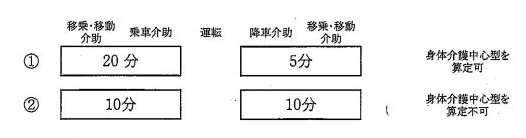 移乗・移動
介助
乗車介助
運転
降車介助
移乗・移動
介助
① 20分 5分 身体介護中心型を
算定可
② 10分 10分 身体介護中心型を
算定不可